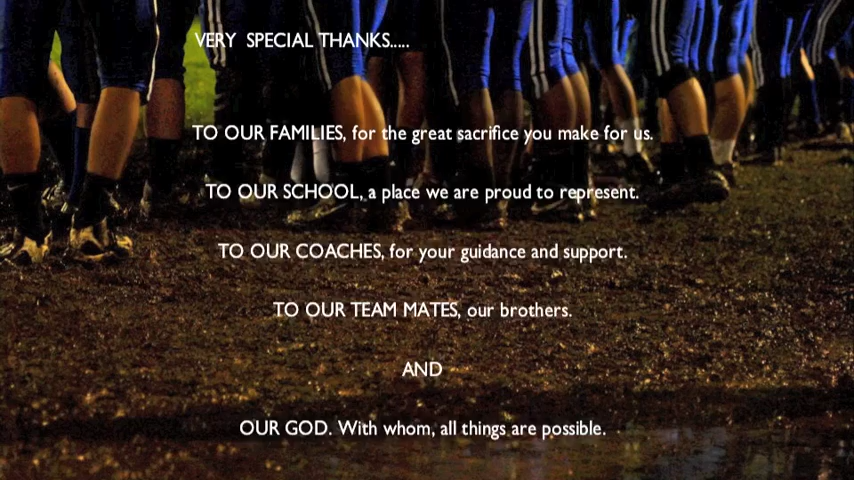 VERY SPECIAL THANKS.....
TO OUR FAMILIES, for the great sacrifice you make for us.
TO OUR SCHOOL, a place we are proud to represent.
TO OUR COACHES, for your guidance and support.
TO OUR TEAM MATES, our brothers.
AND
OUR GOD. With whom, all things are possible.